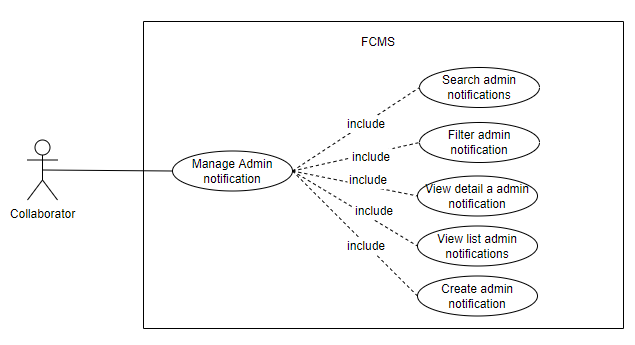 FCMS
Search admin
notifications
include
Filter admin
notification
include
Manage Admin
notification
include
View detail a admin
notification
Collaborator
include
View list admin
notifications
include
Create admin
notification